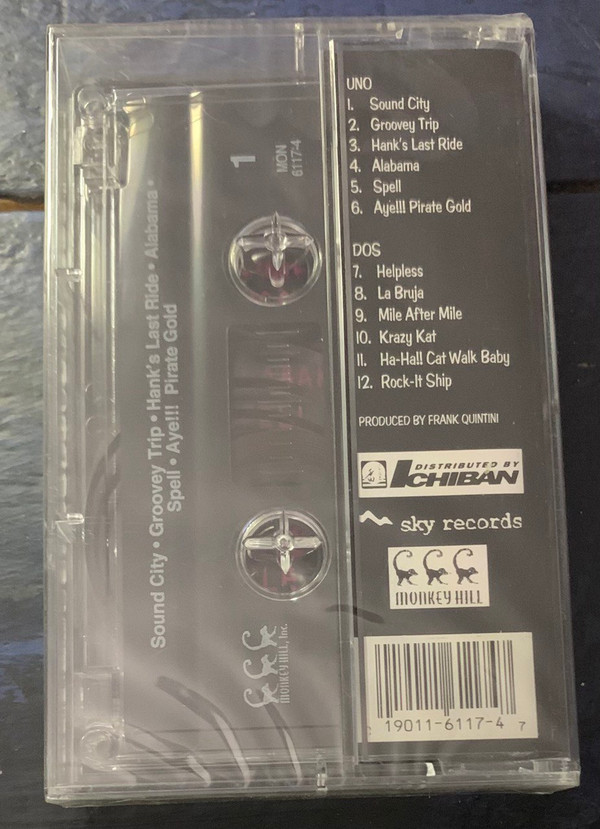 1
MON
6117-4
Sound City • Groovey Trip • Hank's Last Ride • Alabama •
Spell • Aye!!! Pirate Gold
MONKEY HILL, Inc.
UNO
1. Sound City
2. Groovey Trip
3. Hank's Last Ride
4. Alabama
5. Spell
6. Aye!!! Pirate Gold
DOS
7. Helpless
8. La Bruja
9. Mile After Mile
10. Krazy Kat
11. Ha-Ha!! Cat Walk Baby
12. Rock-It Ship
PRODUCED BY FRANK QUINTINI
DISTRIBUTED BY
ICHIBAN
sky records
MONKEY HILL
19011-6117-4 7